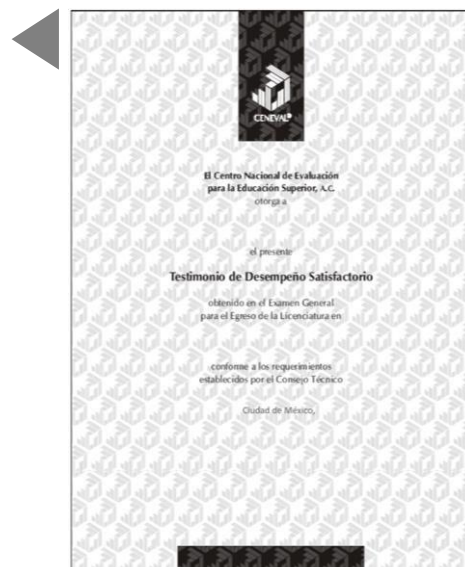 CENEVAL®
El Centro Nacional de Evaluación
para la Educación Superior, A.C.
otorga a
el presente
Testimonio de Desempeño Satisfactorio
obtenido en el Examen General
para el Egreso de la Licenciatura en
conforme a los requerimientos
establecidos por el Consejo Técnico
Ciudad de México,